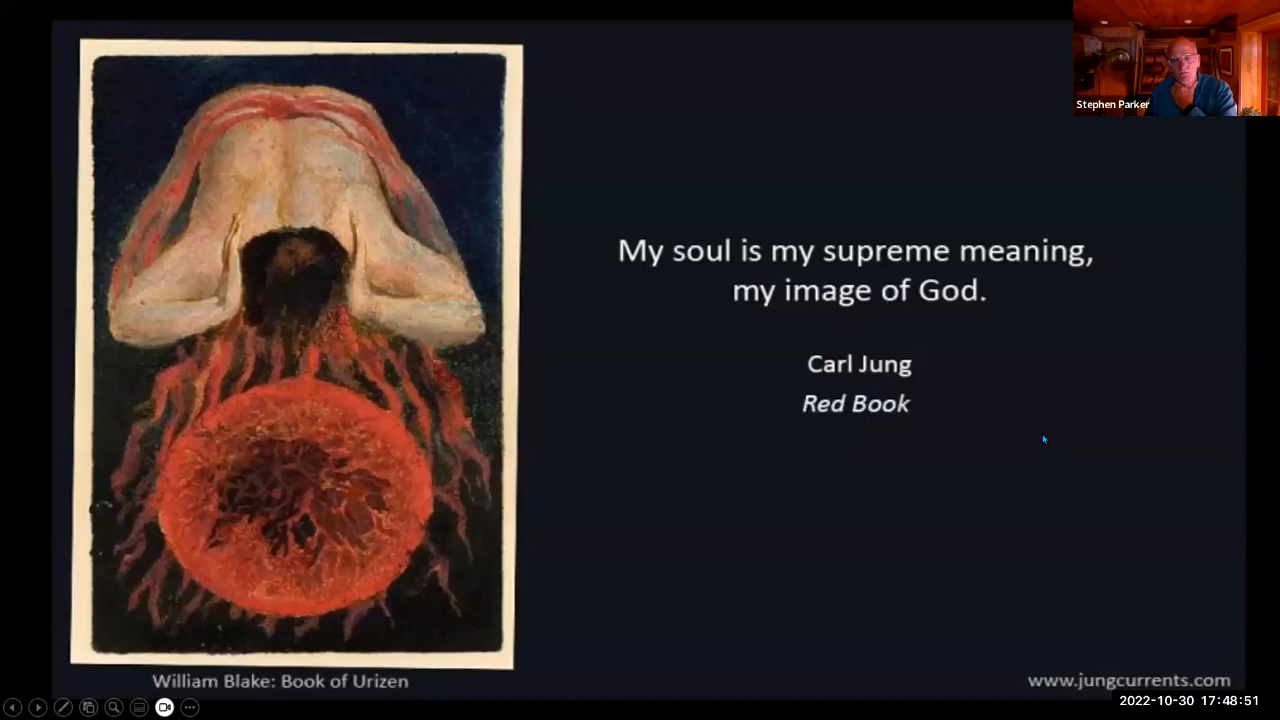 Stephen Parker
My soul is my supreme meaning,
my image of God.
Carl Jung
Red Book
William Blake: Book of Urizen
www.jungcurrents.com
2022-10-30 17:48:51